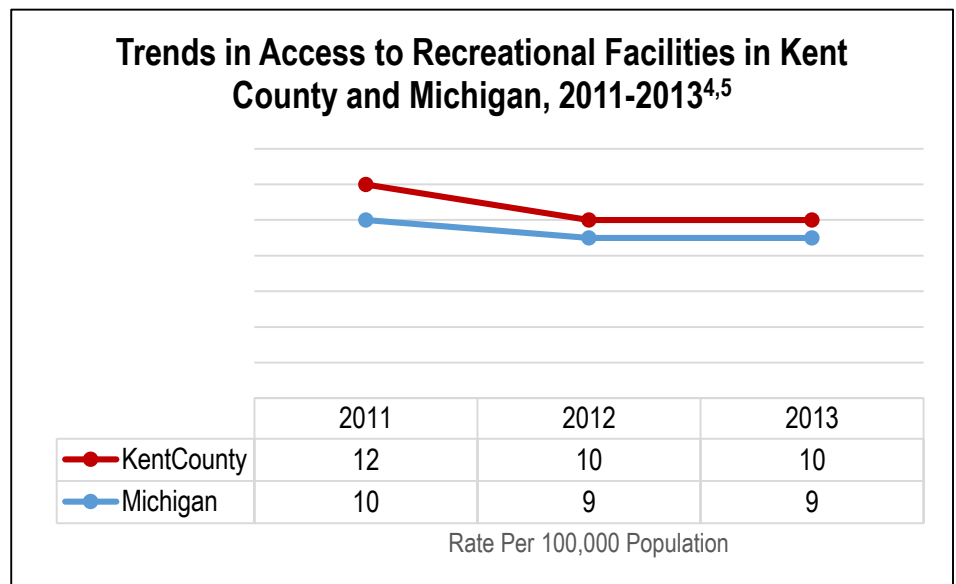 Trends in Access to Recreational Facilities in Kent
County and Michigan, 2011-2013⁴,⁵
2011 2012 2013
KentCounty 12 10 10
Michigan 10 9 9
Rate Per 100,000 Population